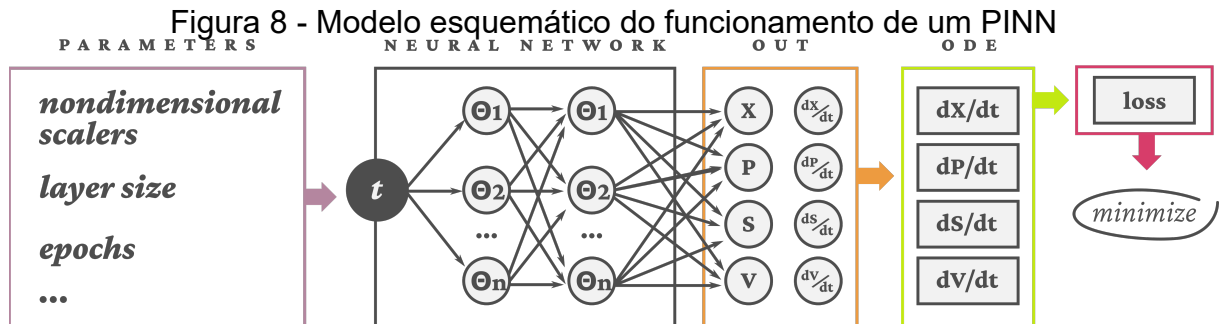 Figura 8 - Modelo esquemático do funcionamento de um PINN
PARAMETERS
nondimensional
scalers
layer size
epochs
...
NEURAL NETWORK
t
Θ1
Θ2
...
Θn
Θ1
Θ2
...
Θn
OUT
X
dX/dt
P
dP/dt
S
dS/dt
V
dV/dt
ODE
dX/dt
dP/dt
dS/dt
dV/dt
loss
minimize